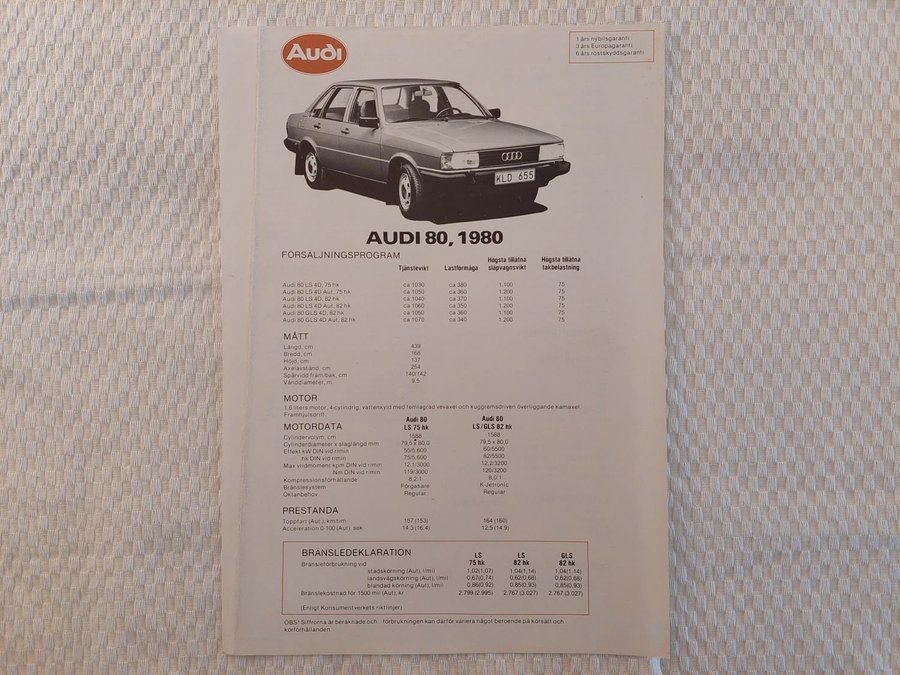 Audi
1 års nybilsgaranti
3 års Europagaranti
6 års rostskyddsgaranti
KLD 655
AUDI 80, 1980
FÖRSÄLJNINGSPROGRAM
Tjänstevikt Lastförmåga Högsta tillåtna släpvagnsvikt Högsta tillåtna takbelastning
Audi 80 LS 4D, 75 hk ca 1030 ca 380 1.100 75
Audi 80 LS 4D Aut, 75 hk ca 1050 ca 360 1.200 75
Audi 80 LS 4D, 82 hk ca 1040 ca 370 1.100 75
Audi 80 LS 4D Aut, 82 hk ca 1060 ca 350 1.200 75
Audi 80 GLS 4D, 82 hk ca 1050 ca 360 1.100 75
Audi 80 GLS 4D Aut, 82 hk ca 1070 ca 340 1.200 75
MÅTT
Längd, cm 439
Bredd, cm 168
Höjd, cm 137
Axelavstånd, cm 254
Spårvidd fram/bak, cm 140/142
Vänddiameter, m 9.5
MOTOR
1,6 liters motor, 4-cylindrig, vattenkyld med femlagrad vevaxel och kuggremsdriven överliggande kamaxel.
Framhjulsdrift.
MOTORDATA Audi 80 LS 75 hk Audi 80 LS/GLS 82 hk
Cylindervolym, cm 1588 1588
Cylinderdiameter x slaglängd mm 79,5 x 80,0 79,5 x 80,0
Effekt kW DIN vid r/min 55/5.600 60/5500
hk DIN vid r/min 75/5.600 82/5500
Max vridmoment kpm DIN vid r/min 12.1/3000 12,2/3200
Nm DIN vid r/min 119/3000 120/3200
Kompressionsförhållande 8,2:1 8,0:1
Bränslesystem Förgasare K-Jetronic
Oktanbehov Regular Regular
PRESTANDA
Toppfart (Aut.), km/tim 157 (153) 164 (160)
Acceleration 0-100 (Aut), sek 14.3 (16.4) 12.5 (14.9)
BRÄNSLEDEKLARATION LS 75 hk LS 82 hk GLS 82 hk
Bränsleförbrukning vid
stadskörning (Aut), l/mil 1,02(1,07) 1,04(1,14) 1,04(1,14)
landsvägskörning (Aut), l/mil 0,67(0,74) 0,62(0,68) 0,62(0,68)
blandad körning (Aut), l/mil 0,86(0,92) 0,85(0,93) 0,85(0,93)
Bränslekostnad för 1500 mil (Aut), kr 2.799 (2.995) 2.767 (3.027) 2.767 (3.027)
(Enligt Konsumentverkets riktlinjer)
OBS! Siffrorna är beräknade och förbrukningen kan därför variera något beroende på körsätt och
körförhållanden.